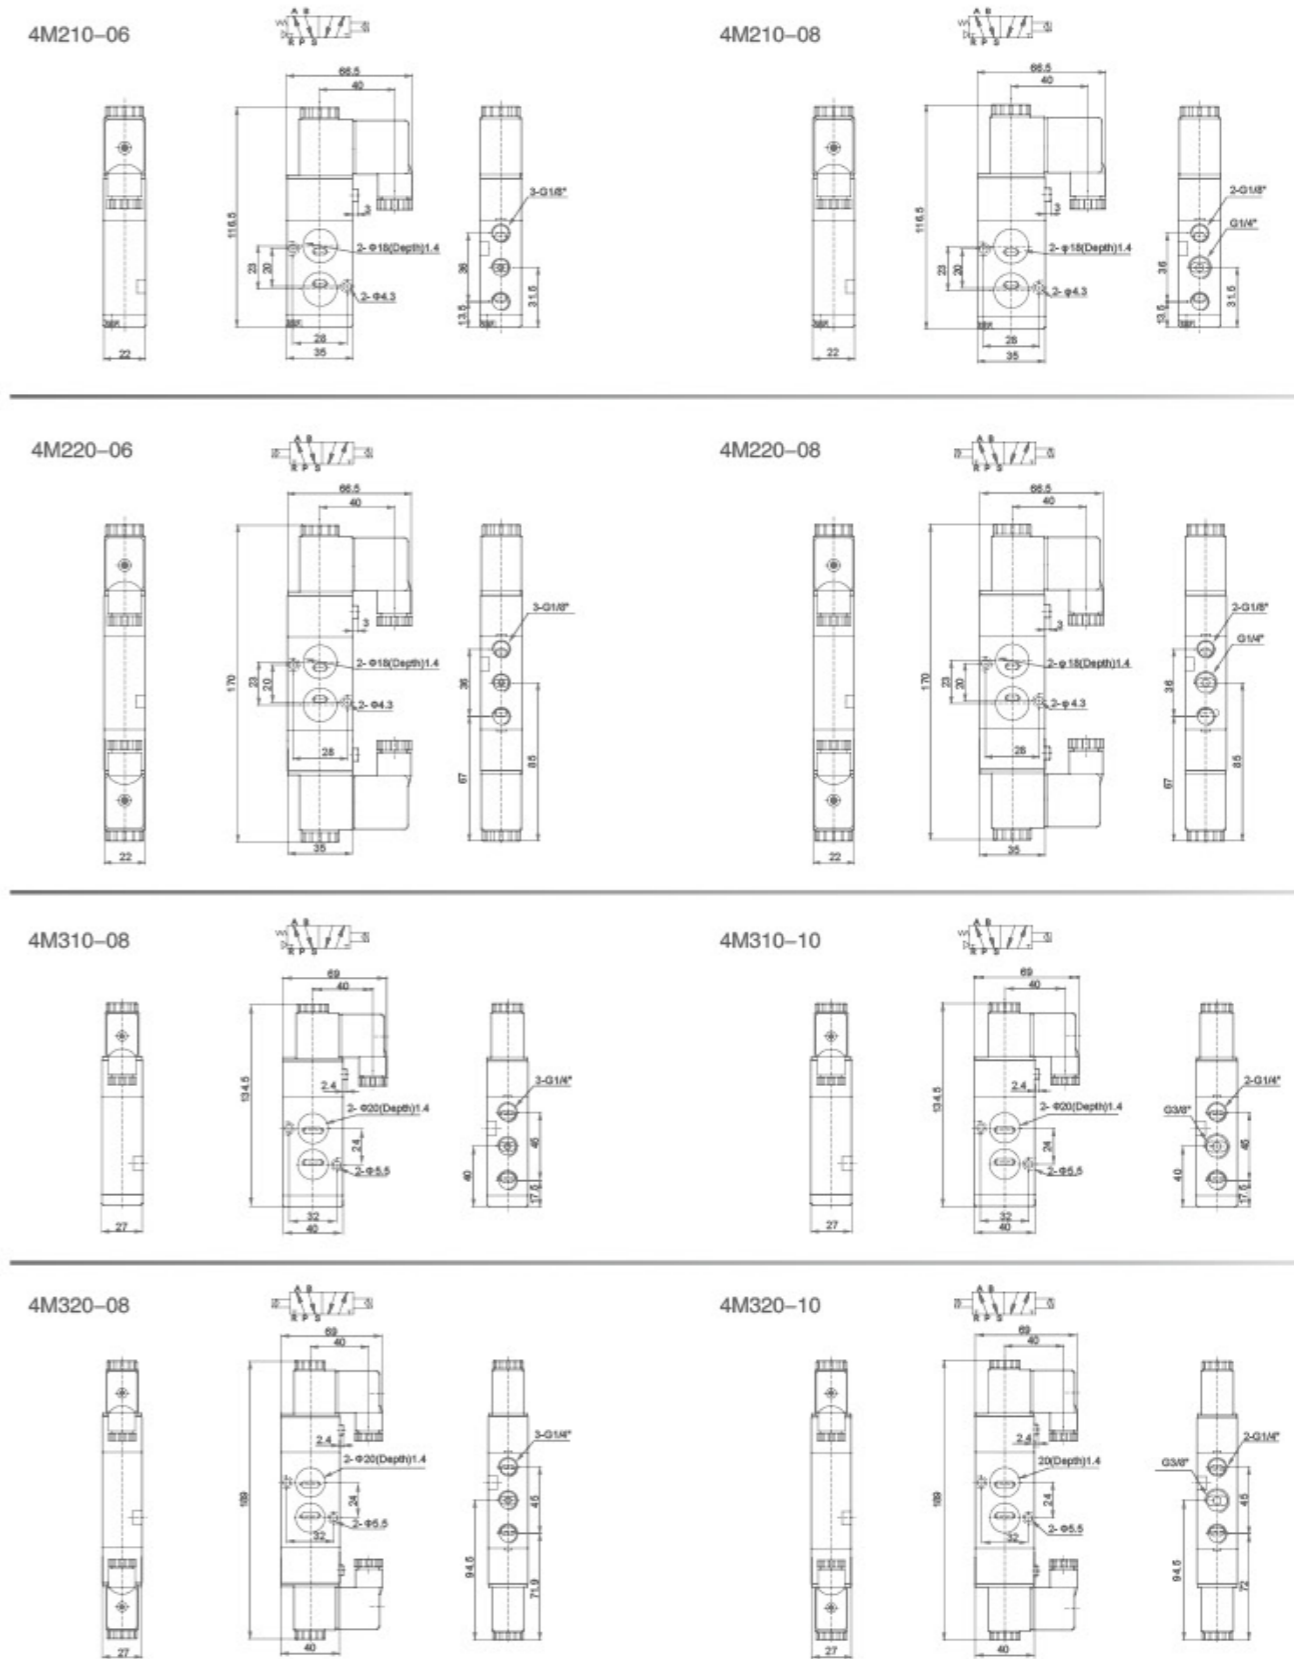 4M210-06
A B
R P S
66.5
40
116.5
3
3-G1/8"
2- Φ18(Depth)1.4
23
20
36
2- Φ4.3
31.5
13.5
28
22
35
4M210-08
A B
R P S
66.5
40
116.5
3
2-G1/8"
G1/4"
2- φ18(Depth)1.4
23
20
36
2- φ4.3
31.5
13.5
28
22
35
4M220-06
A B
R P S
66.5
40
3-G1/8"
3
2- Φ18(Depth)1.4
170
23
20
36
2- Φ4.3
28
67
85
22
35
4M220-08
A B
R P S
66.5
40
2-G1/8"
3
G1/4"
2- φ18(Depth)1.4
170
23
20
36
2- φ4.3
28
67
85
22
35
4M310-08
A B
R P S
69
40
134.5
2.4
3-G1/4"
2- Φ20(Depth)1.4
24
45
2-Φ5.5
40
17.5
32
27
40
4M310-10
A B
R P S
69
40
134.5
2.4
2-G1/4"
2- Φ20(Depth)1.4
G3/8"
24
45
2-Φ5.5
40
17.5
32
27
40
4M320-08
A B
R P S
69
40
2.4
3-G1/4"
2- Φ20(Depth)1.4
189
24
45
2-Φ5.5
32
94.5
71.9
27
40
4M320-10
A B
R P S
69
40
2.4
2-G1/4"
20(Depth)1.4
G3/8"
189
24
45
2-Φ5.5
32
94.5
72
27
40